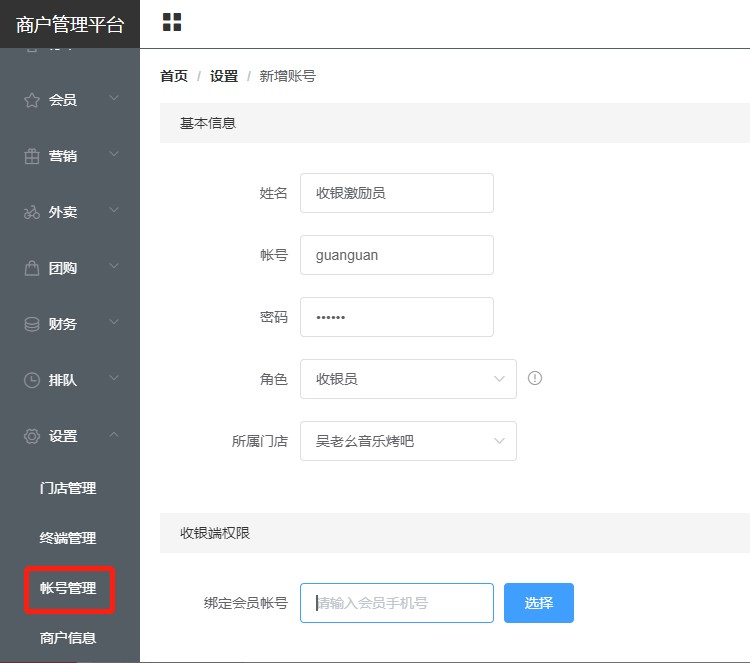 商户管理平台
首页 / 设置 / 新增账号
会员
营销
外卖
团购
财务
排队
设置
门店管理
终端管理
帐号管理
商户信息
基本信息
姓名 收银激励员
帐号 guanguan
密码 ••••••
角色 收银员
所属门店 吴老幺音乐烤吧
收银端权限
绑定会员帐号 请输入会员手机号 选择